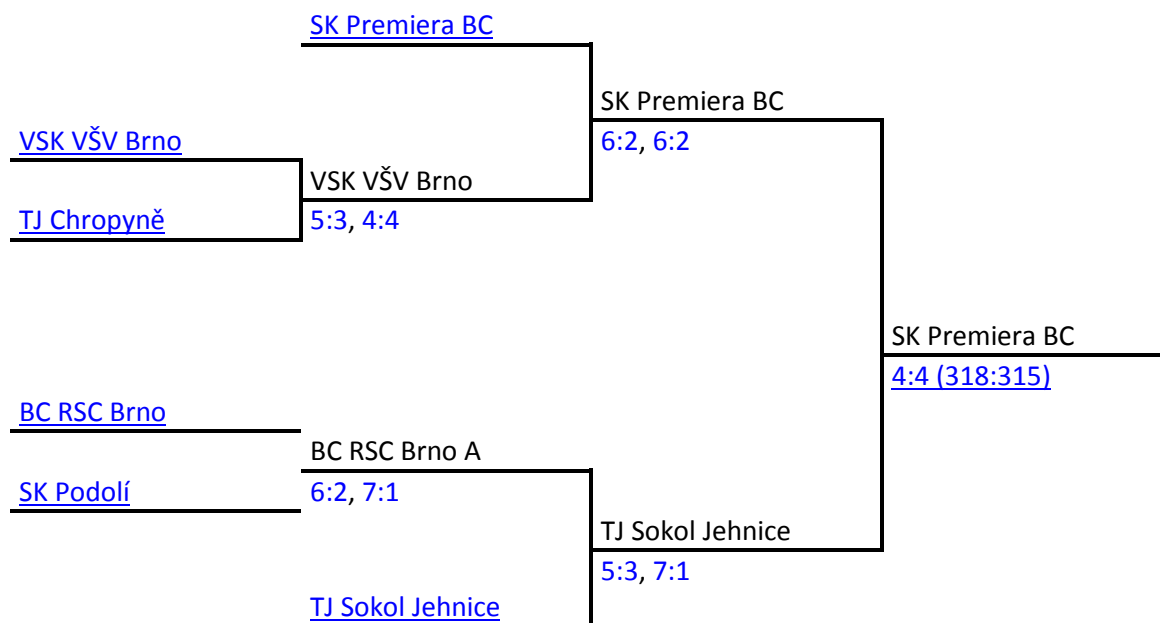 SK Premiera BC
SK Premiera BC
VSK VŠV Brno
6:2, 6:2
VSK VŠV Brno
TJ Chropyně
5:3, 4:4
SK Premiera BC
4:4 (318:315)
BC RSC Brno
BC RSC Brno A
SK Podolí
6:2, 7:1
TJ Sokol Jehnice
5:3, 7:1
TJ Sokol Jehnice